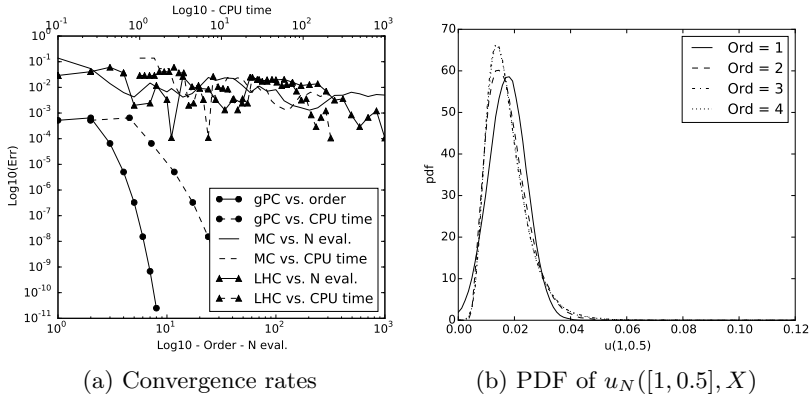 Log10 - CPU time
10^-1 10^0 10^1 10^2 10^3
10^0
10^-1
10^-2
10^-3
10^-4
10^-5
10^-6
10^-7
10^-8
10^-9
10^-10
10^-11
Log10(Err)
gPC vs. order
gPC vs. CPU time
MC vs. N eval.
MC vs. CPU time
LHC vs. N eval.
LHC vs. CPU time
10^0 10^1 10^2 10^3
Log10 - Order - N eval.
(a) Convergence rates
70
60
50
40
30
20
10
0
pdf
Ord = 1
Ord = 2
Ord = 3
Ord = 4
0.00 0.02 0.04 0.06 0.08 0.10 0.12
u(1,0.5)
(b) PDF of u_N([1, 0.5], X)